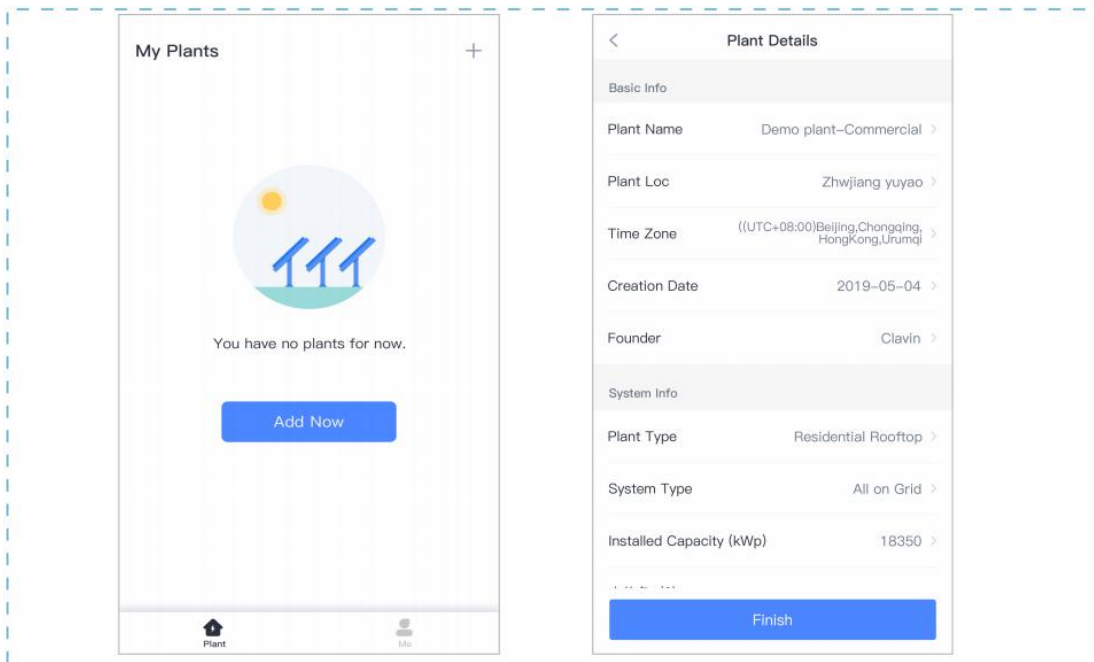 My Plants
+
You have no plants for now.
Add Now
Plant
Me
Plant Details
Basic Info
Plant Name Demo plant-Commercial
Plant Loc Zhwjiang yuyao
Time Zone ((UTC+08:00)Beijing,Chongqing,
HongKong,Urumqi
Creation Date 2019-05-04
Founder Clavin
System Info
Plant Type Residential Rooftop
System Type All on Grid
Installed Capacity (kWp) 18350
Finish